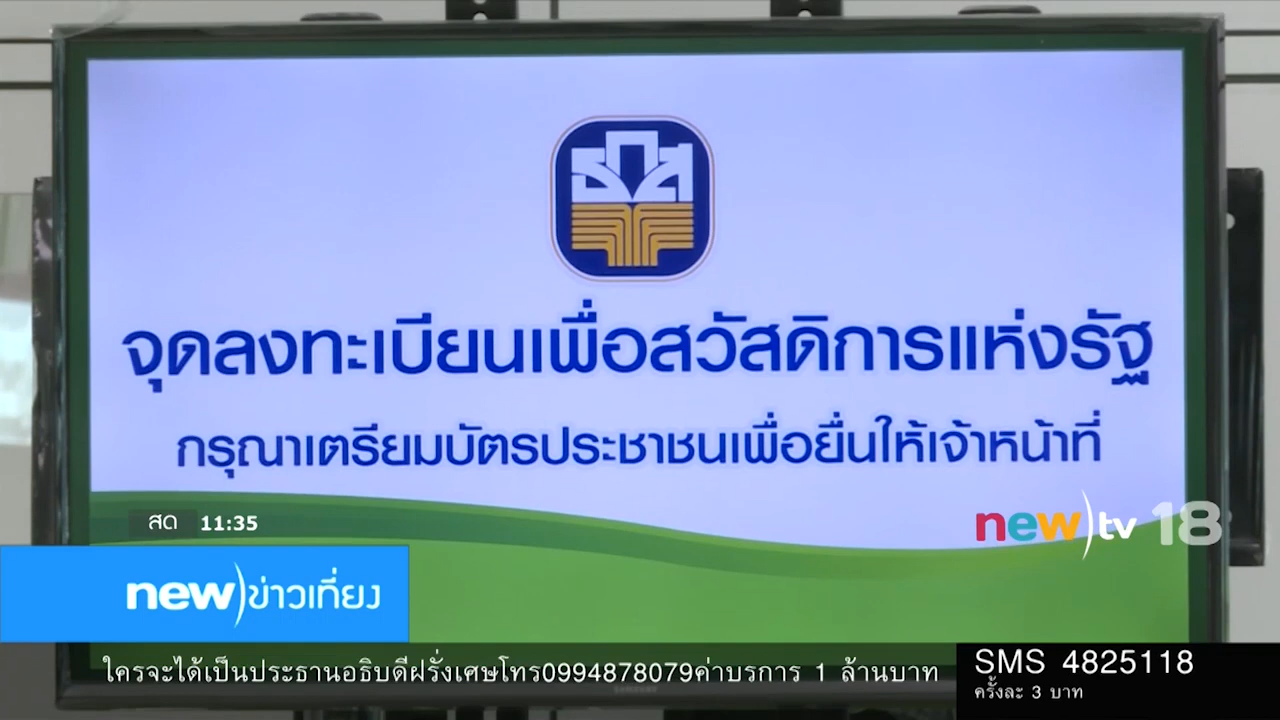 ธกส
จุดลงทะเบียนเพื่อสวัสดิการแห่งรัฐ
กรุณาเตรียมบัตรประชาชนเพื่อยื่นให้เจ้าหน้าที่
สด 11:35
new)tv 18
new)ข่าวเที่ยง
ใครจะได้เป็นประธานอธิบดีฝรั่งเศษโทร0994878079ค่าบรการ 1 ล้านบาท
SMS 4825118
ครั้งละ 3 บาท
SAMSUNG